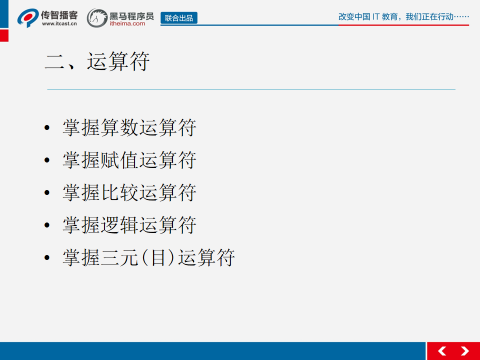 传智播客
www.itcast.cn
黑马程序员
itheima.com
联合出品
改变中国 IT 教育，我们正在行动……
二、运算符
• 掌握算数运算符
• 掌握赋值运算符
• 掌握比较运算符
• 掌握逻辑运算符
• 掌握三元(目)运算符